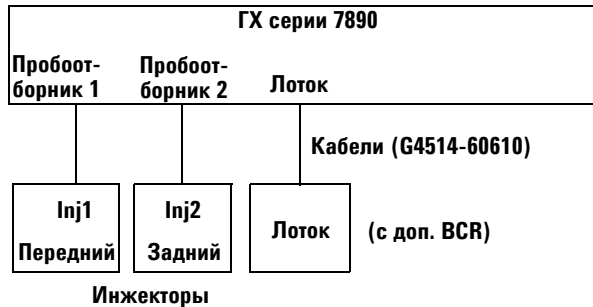 ГХ серии 7890
Пробоот-
борник 1
Пробоот-
борник 2
Лоток
Кабели (G4514-60610)
Inj1
Передний
Inj2
Задний
Лоток
(с доп. BCR)
Инжекторы